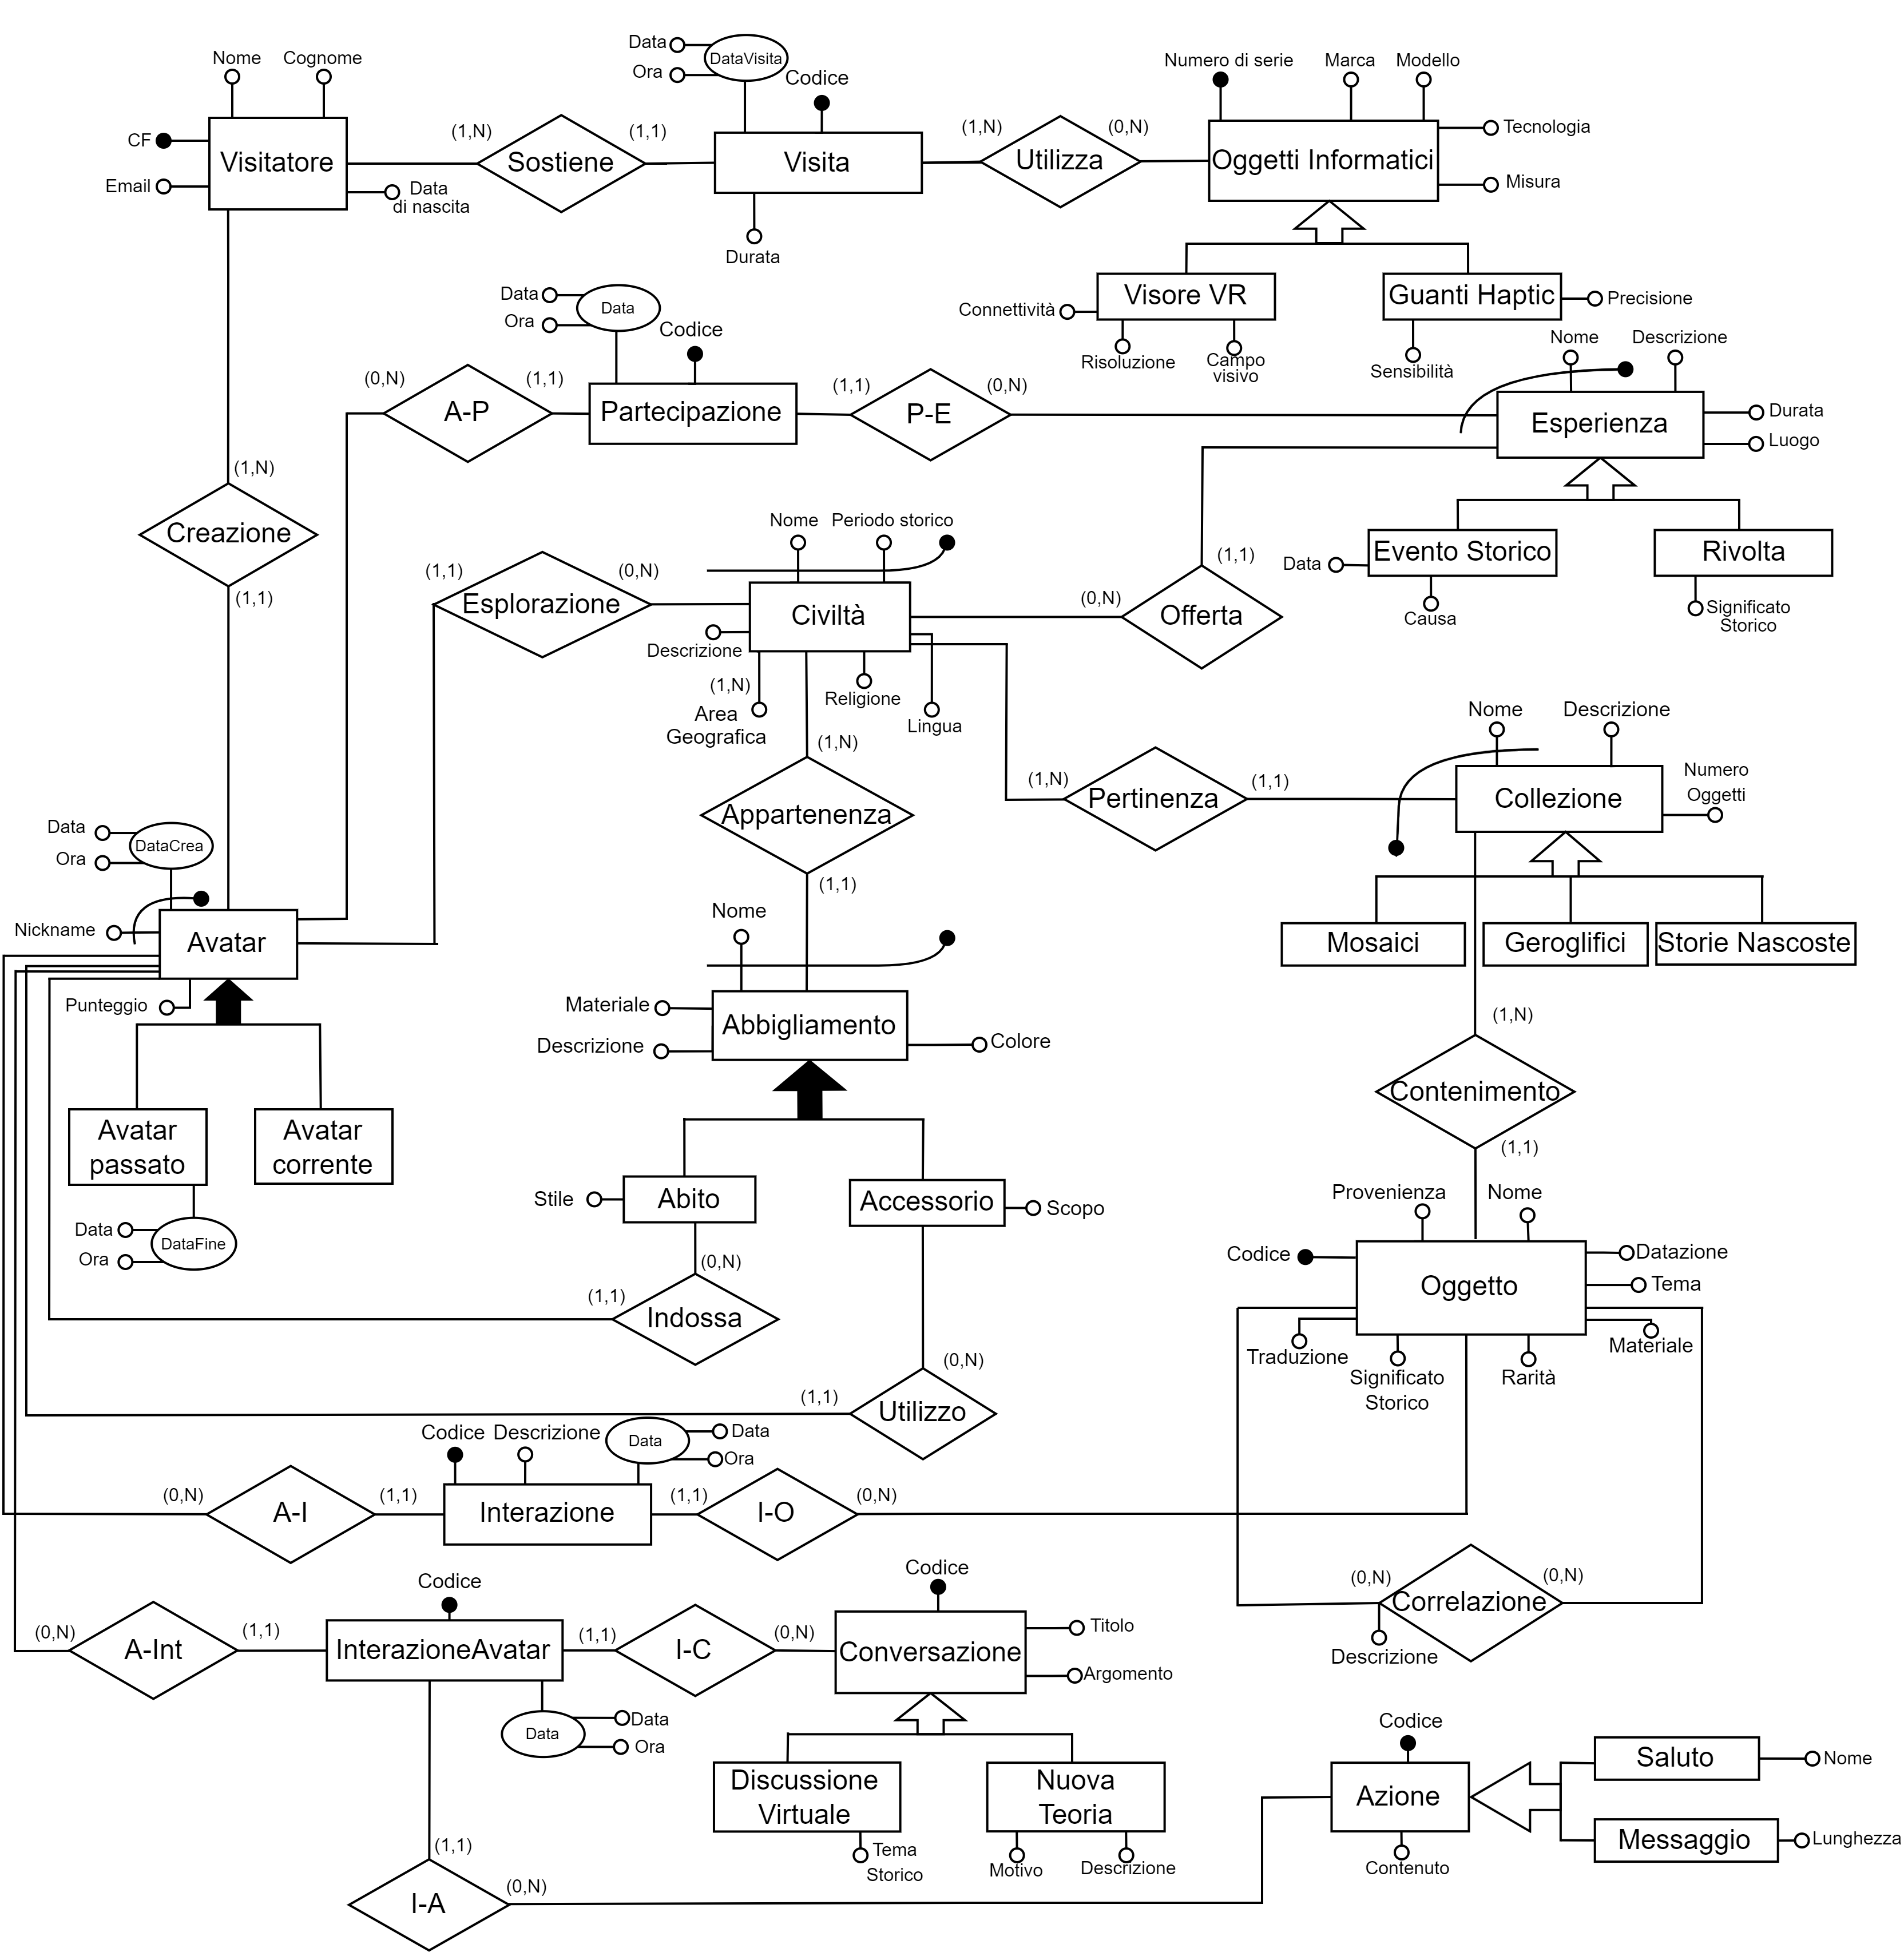 Nome
Cognome
CF
Email
Visitatore
Data
di nascita
(1,N)
Sostiene
(1,1)
Data
Ora
DataVisita
Codice
Visita
Durata
(1,N)
Utilizza
(0,N)
Numero di serie
Marca
Modello
Oggetti Informatici
Tecnologia
Misura
Visore VR
Connettività
Risoluzione
Campo
visivo
Guanti Haptic
Precisione
Sensibilità
Data
Ora
Data
Codice
(0,N)
A-P
(1,1)
Partecipazione
(1,1)
P-E
(0,N)
Nome
Descrizione
Esperienza
Durata
Luogo
Evento Storico
Data
Causa
Rivolta
Significato
Storico
(1,N)
Creazione
(1,1)
(1,1)
Esplorazione
(0,N)
Nome
Periodo storico
Civiltà
Descrizione
(1,N)
Area
Geografica
Religione
Lingua
(0,N)
Offerta
(1,1)
(1,N)
Pertinenza
(1,1)
Nome
Descrizione
Collezione
Numero
Oggetti
Mosaici
Geroglifici
Storie Nascoste
(1,N)
Appartenenza
(1,1)
Data
Ora
DataCrea
Nickname
Avatar
Punteggio
Avatar
passato
Avatar
corrente
Data
Ora
DataFine
Nome
Materiale
Descrizione
Abbigliamento
Colore
Stile
Abito
Accessorio
Scopo
(0,N)
(1,1)
Indossa
(0,N)
(1,1)
Utilizzo
(1,N)
Contenimento
(1,1)
Provenienza
Nome
Codice
Oggetto
Datazione
Tema
Traduzione
Significato
Storico
Rarità
Materiale
Codice
Descrizione
Data
Data
Ora
(0,N)
A-I
(1,1)
Interazione
(1,1)
I-O
(0,N)
(0,N)
Correlazione
(0,N)
Descrizione
Codice
(0,N)
A-Int
(1,1)
InterazioneAvatar
(1,1)
I-C
(0,N)
Codice
Conversazione
Titolo
Argomento
Data
Data
Ora
Discussione
Virtuale
Tema
Storico
Nuova
Teoria
Motivo
Descrizione
Codice
Azione
Contenuto
Saluto
Nome
Messaggio
Lunghezza
(1,1)
I-A
(0,N)